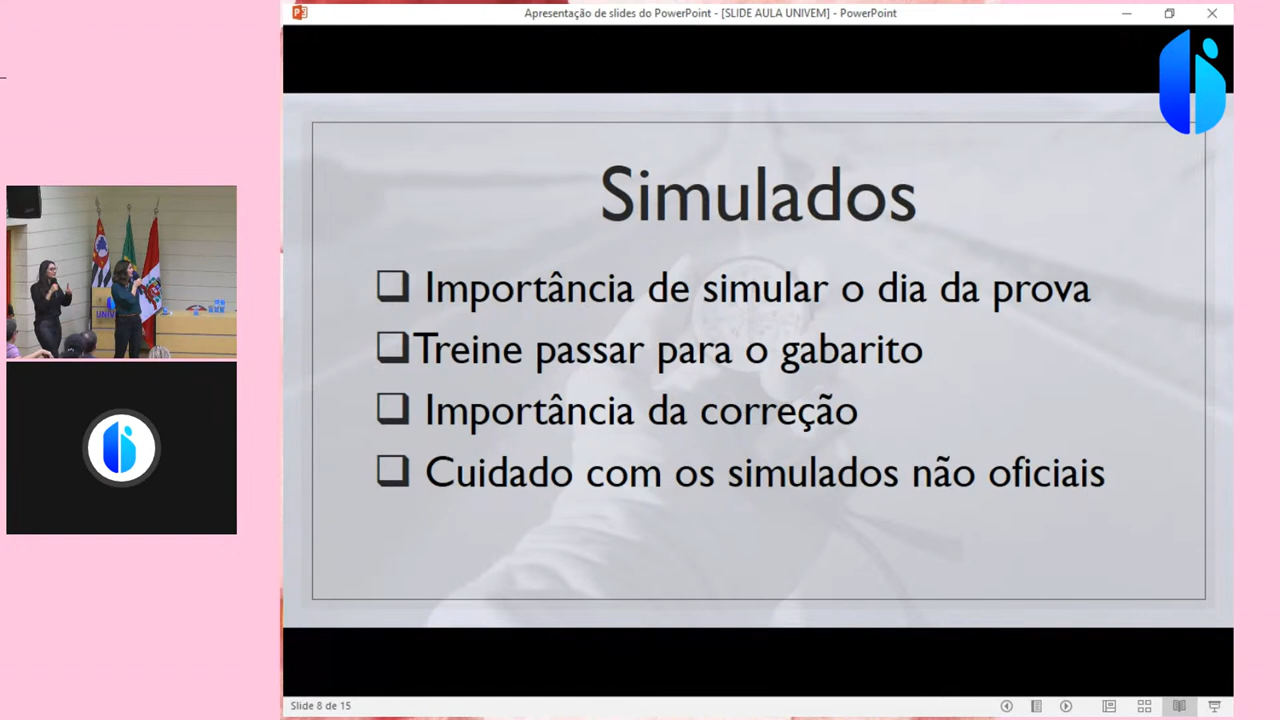 Apresentação de slides do PowerPoint - [SLIDE AULA UNIVEM] - PowerPoint
Simulados
Importância de simular o dia da prova
Treine passar para o gabarito
Importância da correção
Cuidado com os simulados não oficiais
UNIVEM
Slide 8 de 15